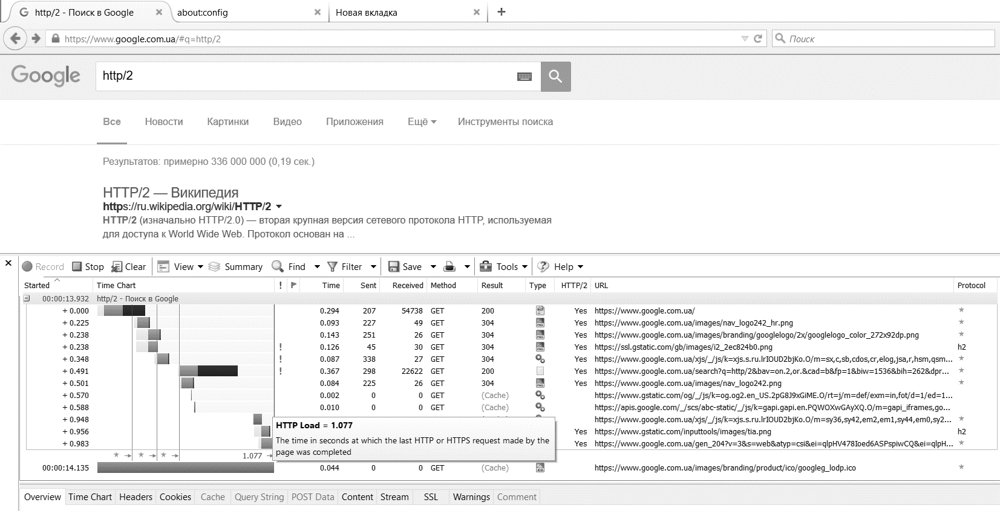 http/2 - Поиск в Google
about:config
Новая вкладка
https://www.google.com.ua/#q=http/2
Поиск
Google
http/2
Все Новости Картинки Видео Приложения Ещё Инструменты поиска
Результатов: примерно 336 000 000 (0,19 сек.)
HTTP/2 — Википедия
https://ru.wikipedia.org/wiki/HTTP/2
HTTP/2 (изначально HTTP/2.0) — вторая крупная версия сетевого протокола HTTP, используемая
для доступа к World Wide Web. Протокол основан на ...
Record Stop Clear View Summary Find Filter Save Tools Help
Started Time Chart ! Time Sent Received Method Result Type HTTP/2 URL Protocol
00:00:13.932 http/2 - Поиск в Google
+ 0.000 0.294 207 54738 GET 200 Yes https://www.google.com.ua/ *
+ 0.225 0.093 227 49 GET 304 PNG Yes https://www.google.com.ua/images/nav_logo242_hr.png *
+ 0.238 0.143 251 26 GET 304 PNG Yes https://www.google.com.ua/images/branding/googlelogo/2x/googlelogo_color_272x92dp.png *
+ 0.238 ! 0.126 45 30 GET 304 PNG Yes https://ssl.gstatic.com/gb/images/i2_2ec824b0.png h2
+ 0.348 ! 0.087 338 27 GET 304 Yes https://www.google.com.ua/xjs/_/js/k=xjs.s.ru.lrIOUD2bjKo.O/m=sx,c,sb,cdos,cr,elog,jsa,r,hsm,qsm... *
+ 0.491 ! 0.367 298 22622 GET 200 Yes https://www.google.com.ua/search?q=http/2&bav=on.2,or.&cad=b&fp=1&biw=1536&bih=262&dpr... *
+ 0.501 0.084 225 26 GET 304 PNG Yes https://www.google.com.ua/images/nav_logo242.png *
+ 0.570 0.002 0 0 GET (Cache) https://www.gstatic.com/og/_/js/k=og.og2.en_US.2pG8J9xGiME.O/rt=j/m=def/exm=in,fot/d=1/ed=1...
+ 0.588 0.010 0 0 GET (Cache) https://apis.google.com/_/scs/abc-static/_/js/k=gapi.gapi.en.PQWOXwGAyXQ.O/m=gapi_iframes,go...
+ 0.948 https://www.google.com.ua/xjs/_/js/k=xjs.s.ru.lrIOUD2bjKo.O/m=sy36,sy42,em2,em1,sy44,em0,sy2... *
+ 0.956 Yes https://www.gstatic.com/inputtools/images/tia.png h2
+ 0.983 Yes https://www.google.com.ua/gen_204?v=3&s=web&atyp=csi&ei=qlpHV478Ioed6ASPspiwCQ&ei=qlpH... *
HTTP Load = 1.077
The time in seconds at which the last HTTP or HTTPS request made by the
page was completed
1.077
00:00:14.135 0.044 0 0 GET (Cache) ICO https://www.google.com.ua/images/branding/product/ico/googleg_lodp.ico *
Overview Time Chart Headers Cookies Cache Query String POST Data Content Stream SSL Warnings Comment